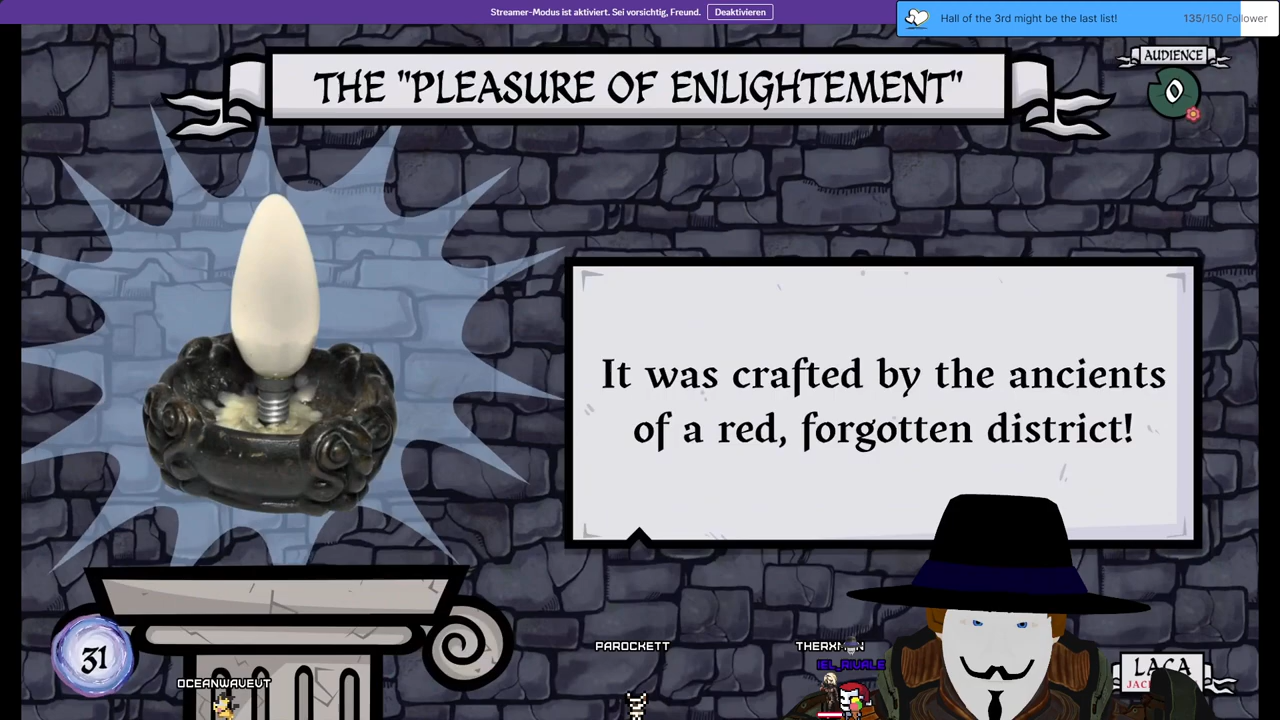 Streamer-Modus ist aktiviert. Sei vorsichtig, Freund. Deaktivieren
Hall of the 3rd might be the last list! 135/150 Follower
AUDIENCE
0
THE "PLEASURE OF ENLIGHTEMENT"
It was crafted by the ancients
of a red, forgotten district!
31
OCEANWAVEVT
PAROCKETT
IEL_RIVALE
LACA